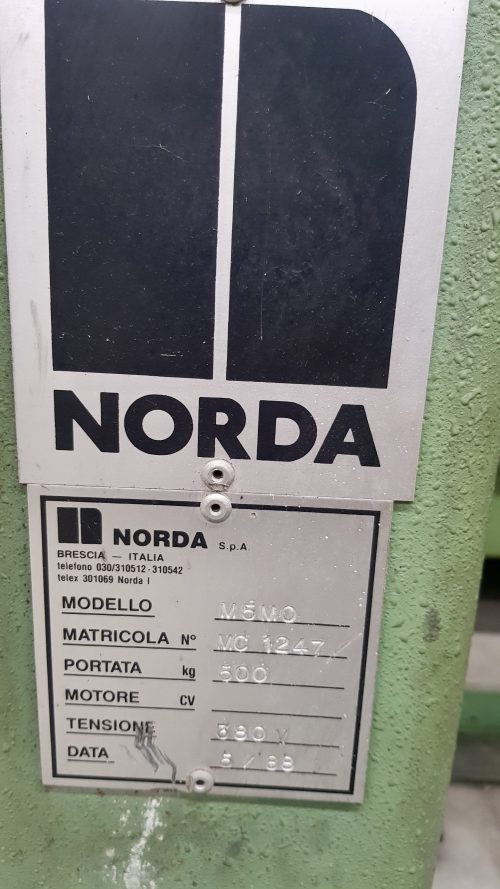 NORDA
NORDA S.p.A.
BRESCIA — ITALIA
telefono 030/310512 - 310542
telex 301069 Norda I
MODELLO M5MO
MATRICOLA N° MC 1247/
PORTATA kg 500
MOTORE CV
TENSIONE 380 V
DATA 5/88